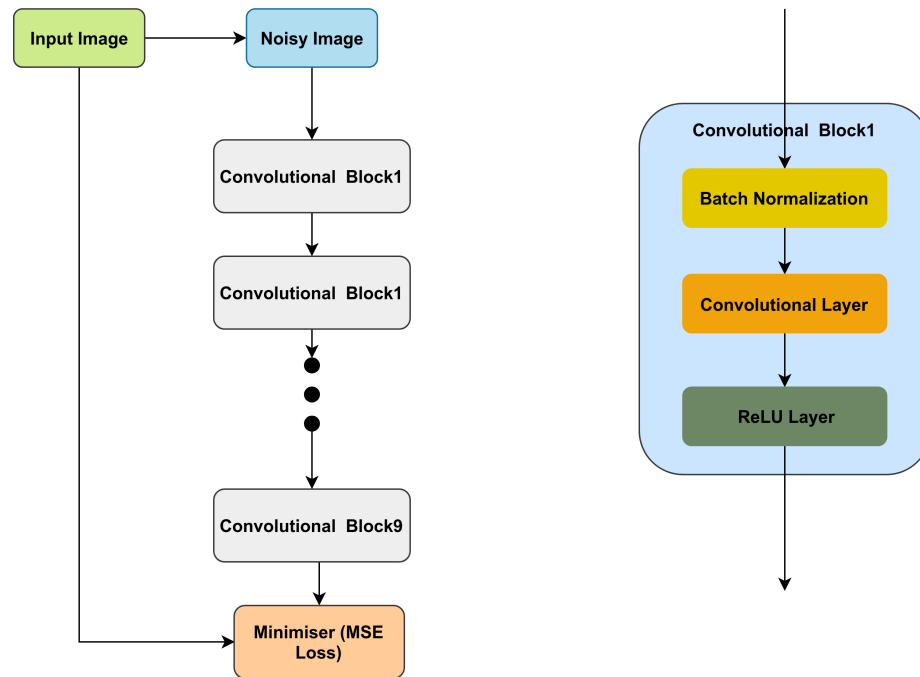 Input Image
Noisy Image
Convolutional Block1
Convolutional Block1
Convolutional Block9
Minimiser (MSE
Loss)
Convolutional Block1
Batch Normalization
Convolutional Layer
ReLU Layer